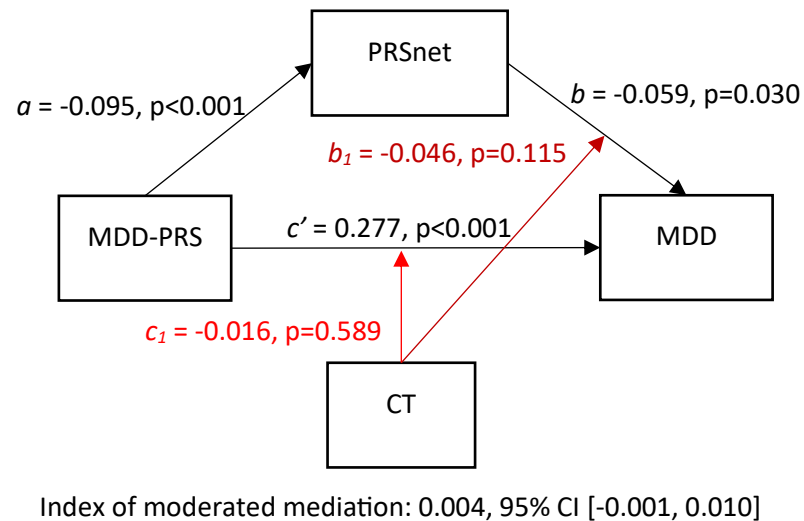 PRSnet
a = -0.095, p<0.001
b = -0.059, p=0.030
b₁ = -0.046, p=0.115
MDD-PRS
c’ = 0.277, p<0.001
MDD
c₁ = -0.016, p=0.589
CT
Index of moderated mediation: 0.004, 95% CI [-0.001, 0.010]